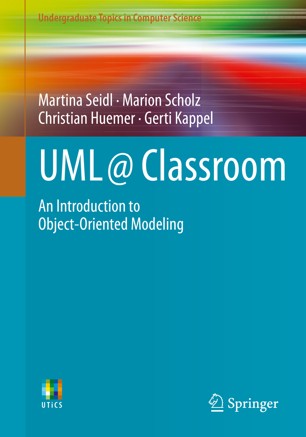 Undergraduate Topics in Computer Science
Martina Seidl · Marion Scholz
Christian Huemer · Gerti Kappel
UML @ Classroom
An Introduction to
Object-Oriented Modeling
UTiCS
Springer